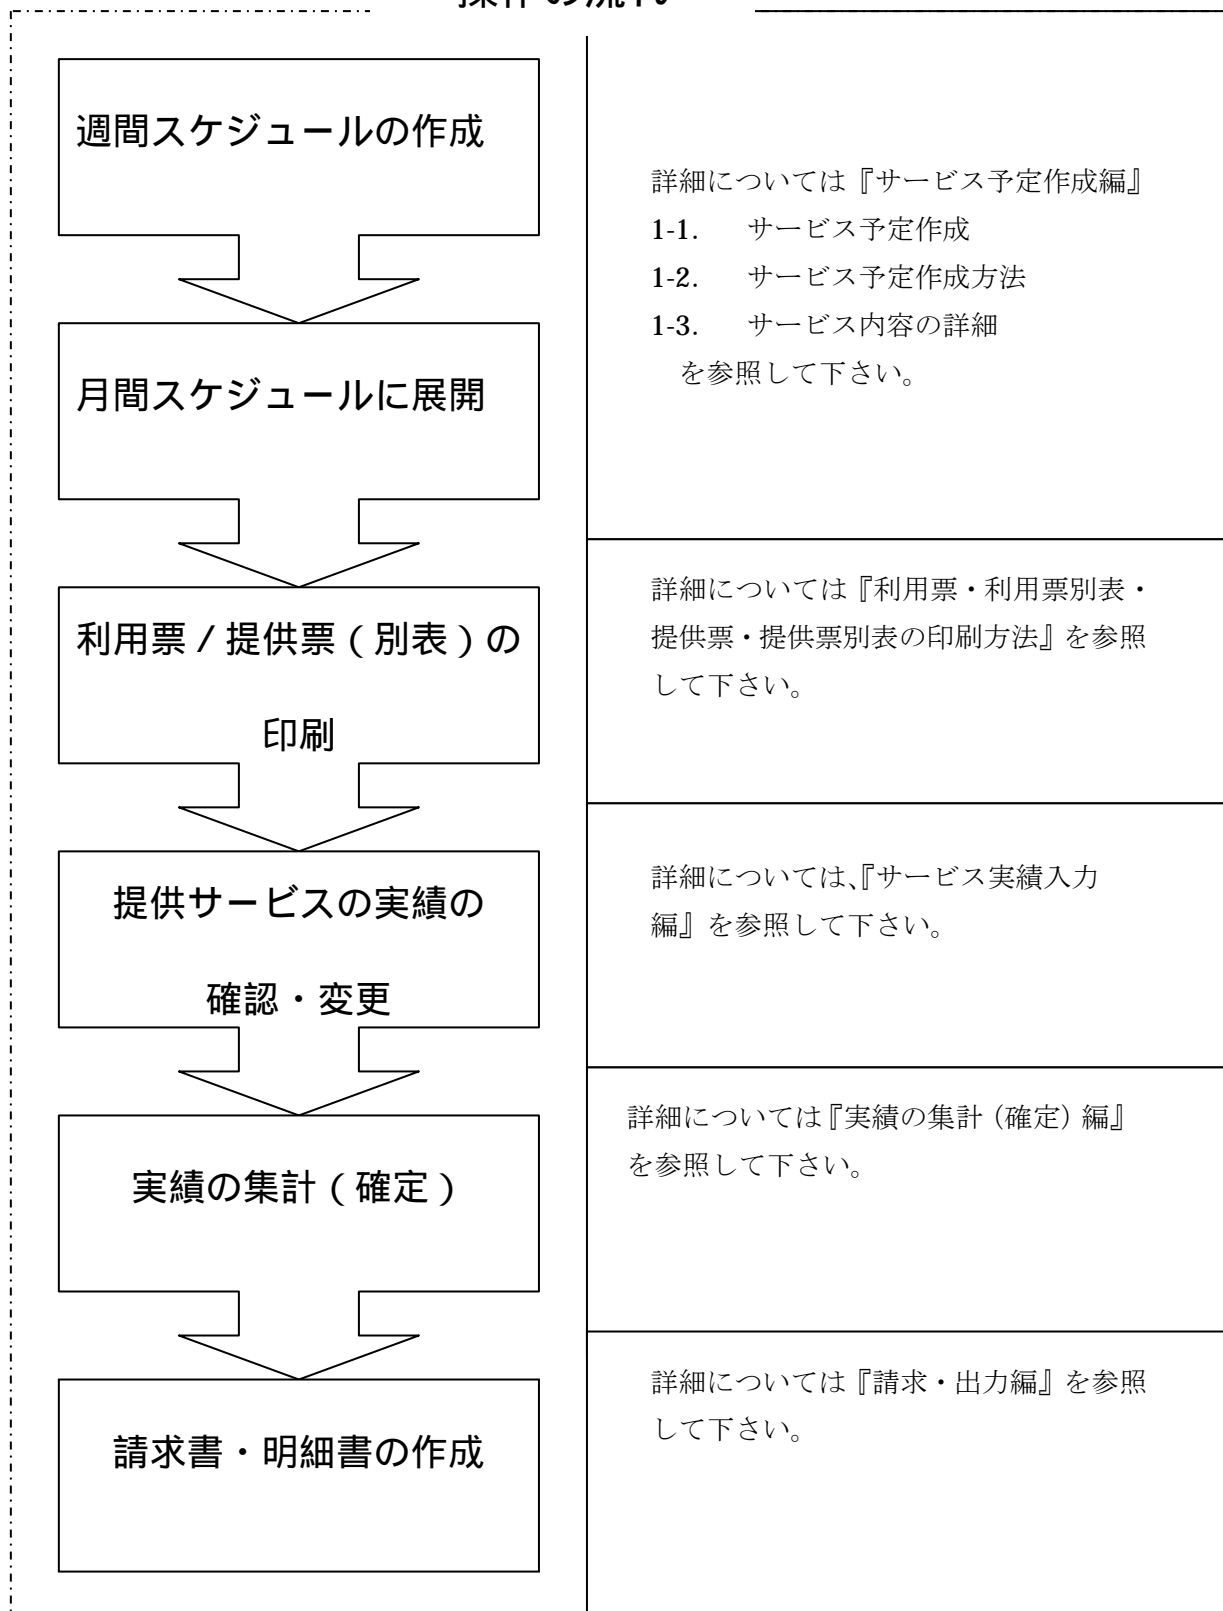 週間スケジュールの作成
詳細については『サービス予定作成編』
1-1. サービス予定作成
1-2. サービス予定作成方法
1-3. サービス内容の詳細
を参照して下さい。
月間スケジュールに展開
利用票/提供票(別表)の
印刷
詳細については『利用票・利用票別表・
提供票・提供票別表の印刷方法』を参照
して下さい。
提供サービスの実績の
確認・変更
詳細については、『サービス実績入力
編』を参照して下さい。
実績の集計(確定)
詳細については『実績の集計(確定)編』
を参照して下さい。
請求書・明細書の作成
詳細については『請求・出力編』を参照
して下さい。